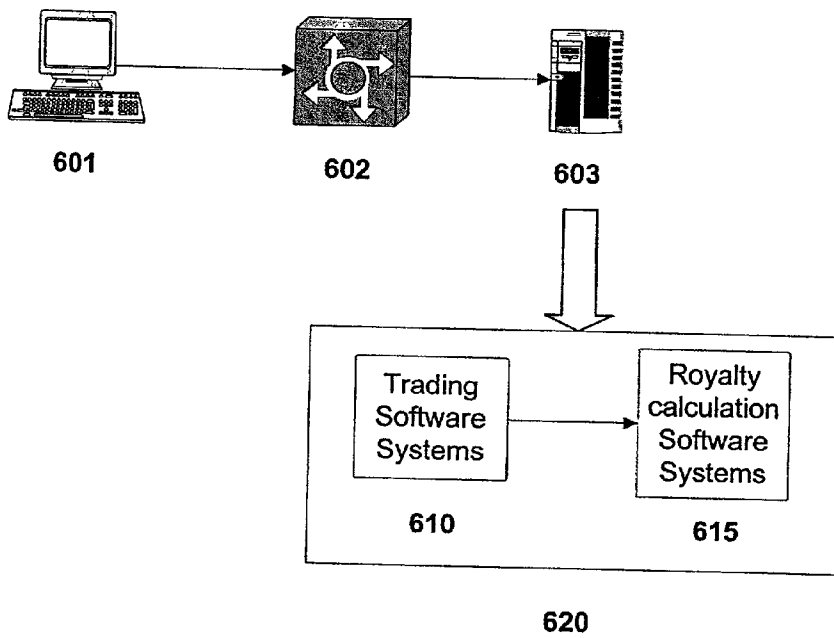 601
602
603
Trading
Software
Systems
Royalty
calculation
Software
Systems
610
615
620